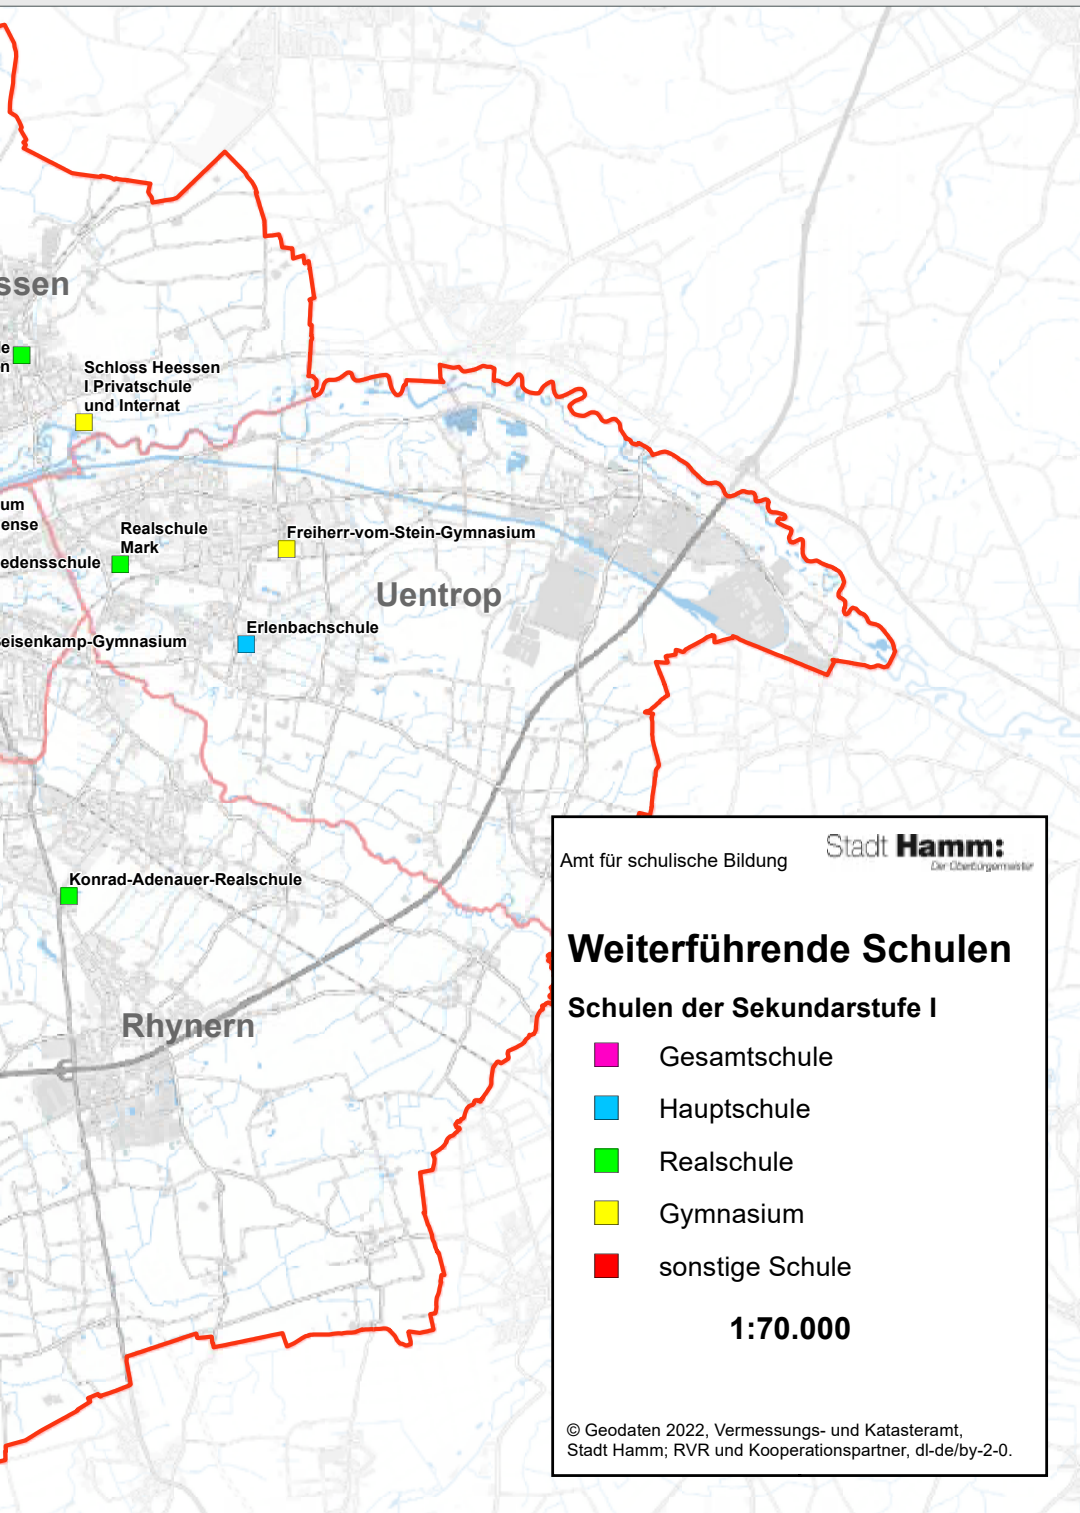 ssen
le
n
Schloss Heessen
I Privatschule
und Internat
um
ense
Realschule
Mark
edensschule
Freiherr-vom-Stein-Gymnasium
Uentrop
Erlenbachschule
eisenkamp-Gymnasium
Konrad-Adenauer-Realschule
Rhynern
Amt für schulische Bildung
Stadt Hamm:
Der Oberbürgermeister
Weiterführende Schulen
Schulen der Sekundarstufe I
Gesamtschule
Hauptschule
Realschule
Gymnasium
sonstige Schule
1:70.000
© Geodaten 2022, Vermessungs- und Katasteramt,
Stadt Hamm; RVR und Kooperationspartner, dl-de/by-2-0.